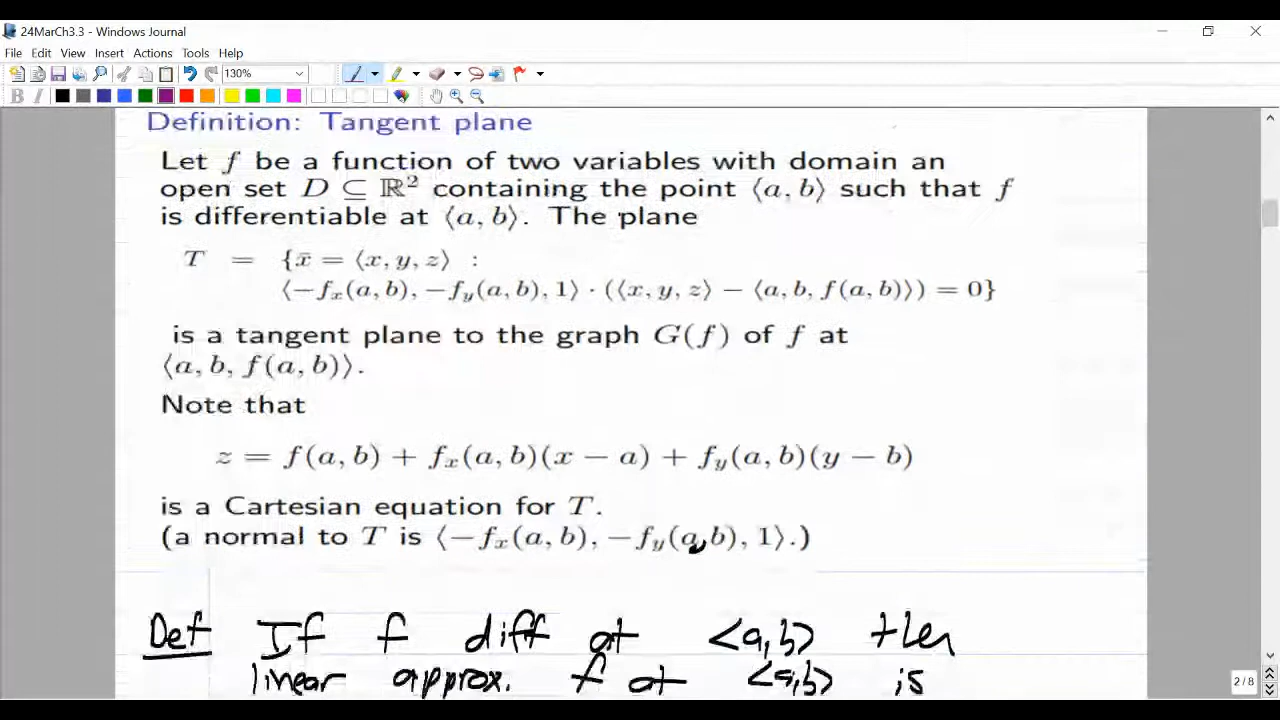 24MarCh3.3 - Windows Journal
File Edit View Insert Actions Tools Help
130%
B I
Definition: Tangent plane
Let f be a function of two variables with domain an
open set D ⊆ ℝ² containing the point ⟨a, b⟩ such that f
is differentiable at ⟨a, b⟩. The plane
T = {x̄ = ⟨x, y, z⟩ :
⟨−fₓ(a, b), −f_y(a, b), 1⟩ · (⟨x, y, z⟩ − ⟨a, b, f(a, b)⟩) = 0}
is a tangent plane to the graph G(f) of f at
⟨a, b, f(a, b)⟩.
Note that
z = f(a, b) + fₓ(a, b)(x − a) + f_y(a, b)(y − b)
is a Cartesian equation for T.
(a normal to T is ⟨−fₓ(a, b), −f_y(a, b), 1⟩.)
Def If f diff at <a,b> then
linear approx. f at <a,b> is
2 / 8